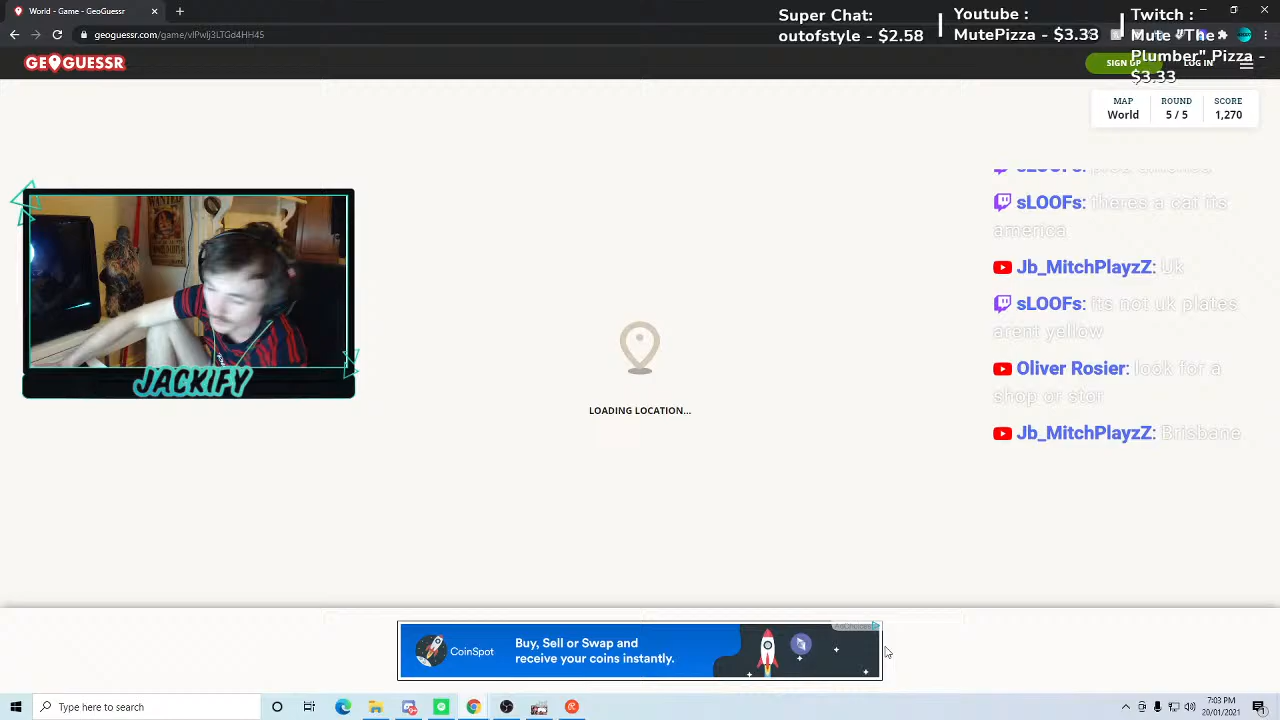 World - GeoGuessr
Super Chat:
outofstyle - $2.58
Youtube :
MutePizza - $3.33
Twitch :
Mute "The
Plumber" Pizza -
$3.33
geoguessr.com/game/vlPwlj3LTGd4HH4S
GEOGUESSR
SIGN UP
LOG IN
MAP
World
ROUND
5 / 5
SCORE
1,270
sLOOFs:
sLOOFs: theres a cat its
america
Jb_MitchPlayzZ: Uk
sLOOFs: its not uk plates
arent yellow
Oliver Rosier: look for a
shop or stor
Jb_MitchPlayzZ: Brisbane
WANTED
JACKIFY
LOADING LOCATION...
AdChoices
CoinSpot
Buy, Sell or Swap and
receive your coins instantly.
Type here to search
7:03 PM
20/01/2021